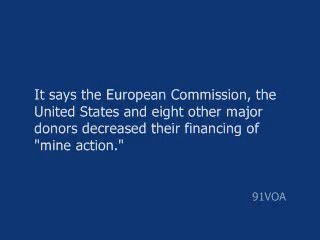 It says the European Commission, the
United States and eight other major
donors decreased their financing of
"mine action."
91VOA